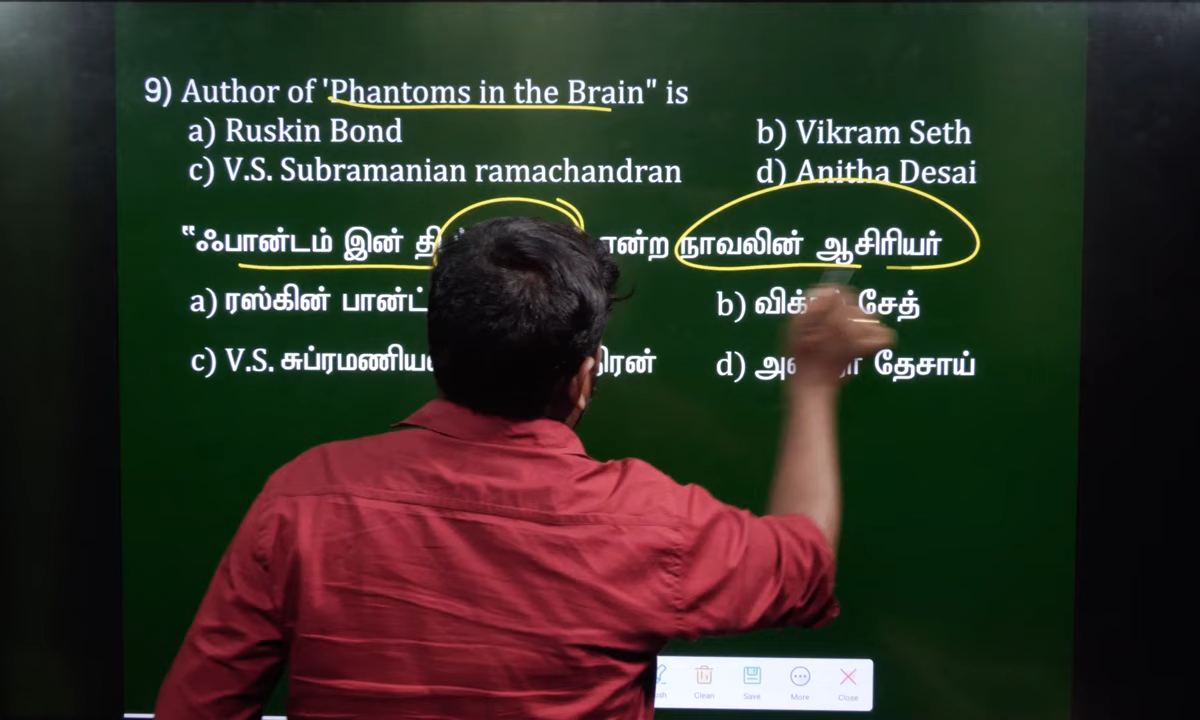 9) Author of 'Phantoms in the Brain" is
a) Ruskin Bond b) Vikram Seth
c) V.S. Subramanian ramachandran d) Anitha Desai
“ஃபான்டம் இன் என்ற நாவலின் ஆசிரியர்
a) ரஸ்கின் பான்ட் b) சேத்
c) V.S. d) தேசாய்
Clean Save More Close